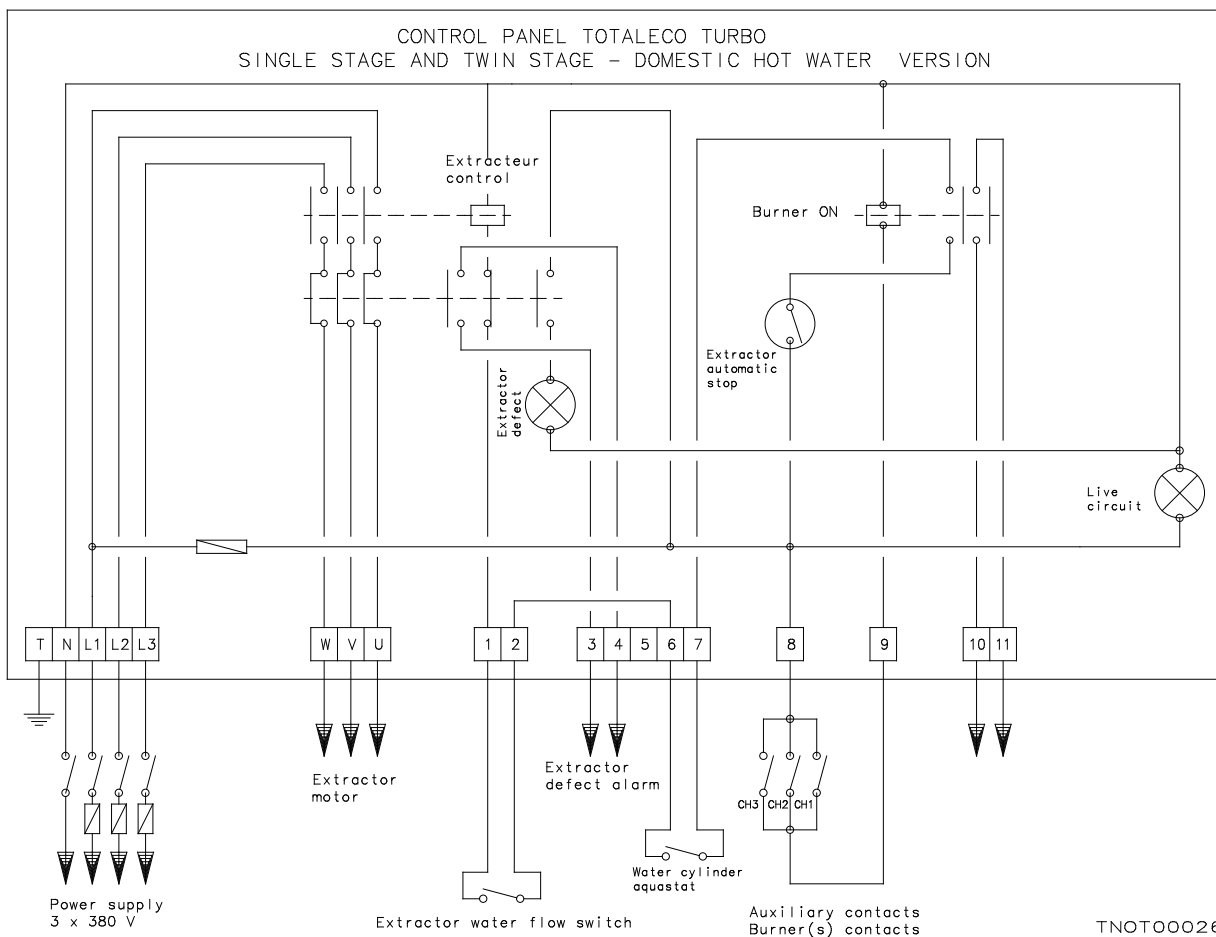 CONTROL PANEL TOTALECO TURBO
SINGLE STAGE AND TWIN STAGE - DOMESTIC HOT WATER VERSION
Extracteur
control
Burner ON
Extractor
automatic
stop
Extractor
defect
Live
circuit
T N L1 L2 L3
W V U
1 2
3 4 5 6 7
8
9
10 11
Extractor
motor
Extractor
defect alarm
CH3 CH2 CH1
Water cylinder
aquastat
Power supply
3 x 380 V
Extractor water flow switch
Auxiliary contacts
Burner(s) contacts
TNOT00026